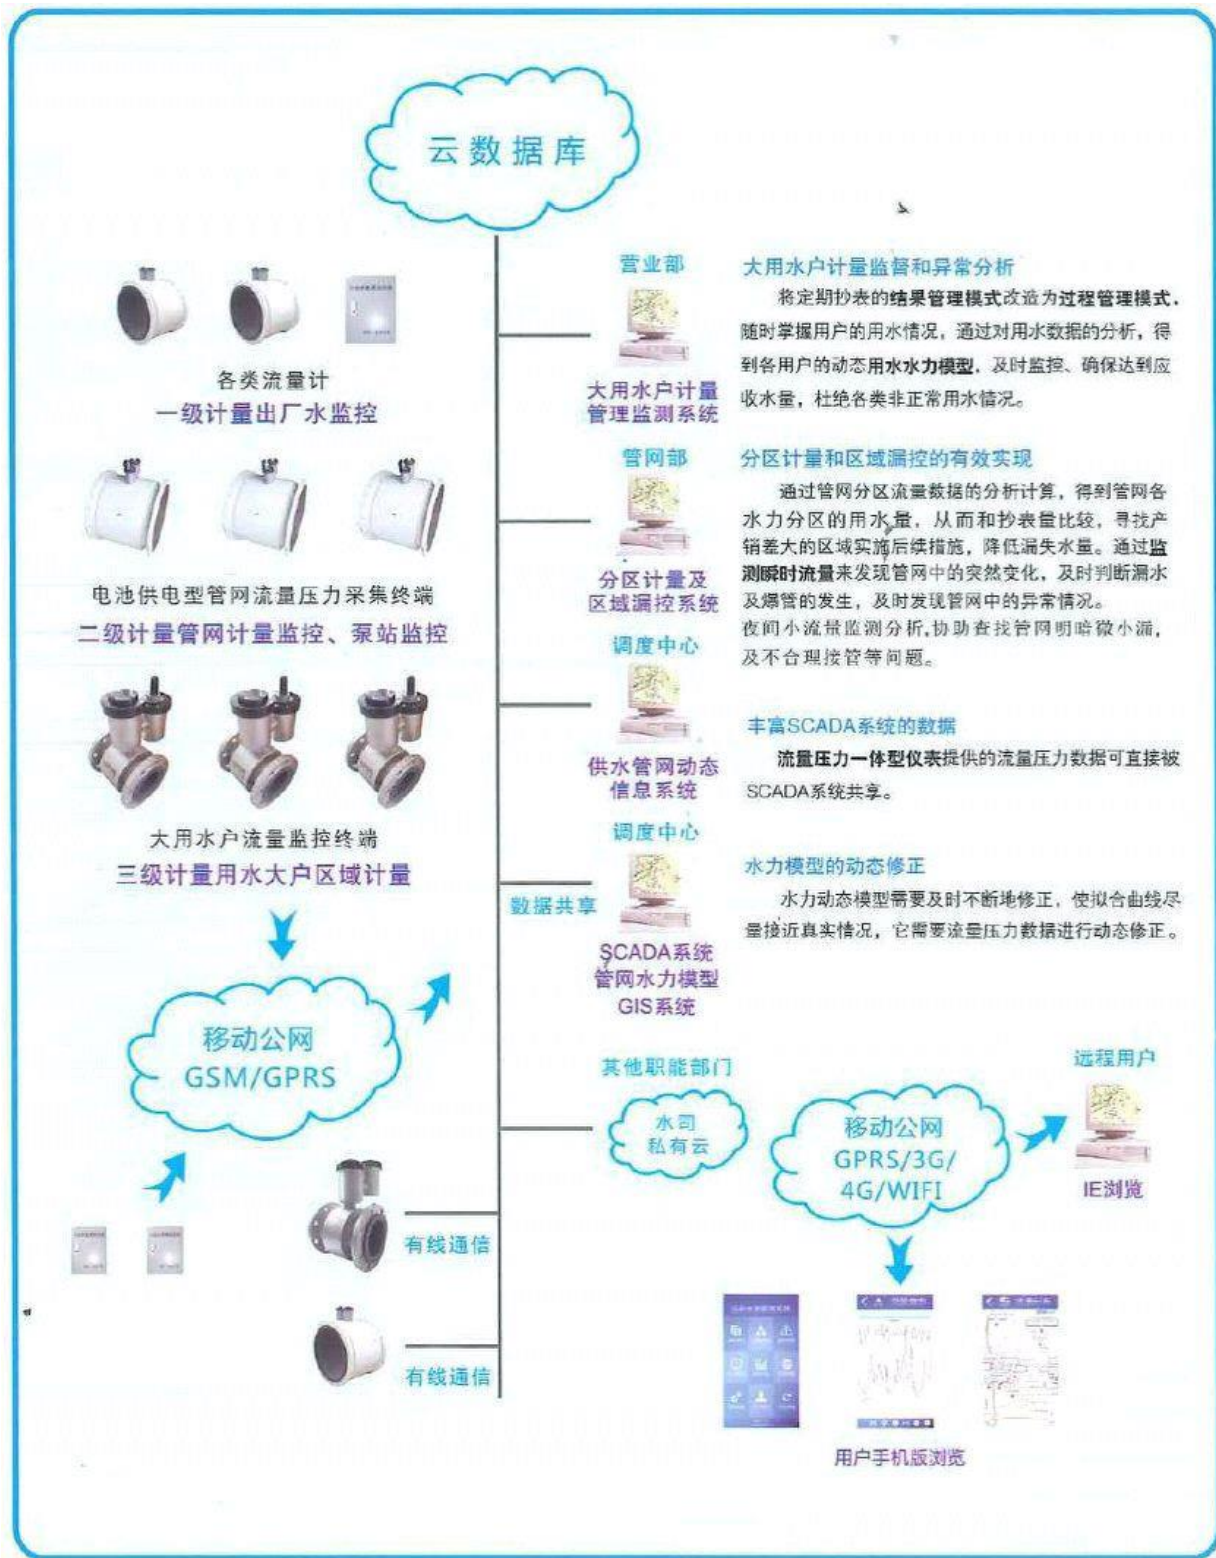 云数据库
各类流量计
一级计量出厂水监控
电池供电型管网流量压力采集终端
二级计量管网计量监控、泵站监控
大用水户流量监控终端
三级计量用水大户区域计量
移动公网
GSM/GPRS
有线通信
有线通信
营业部
大用水户计量
管理监测系统
大用水户计量监督和异常分析
将定期抄表的结果管理模式改造为过程管理模式,
随时掌握用户的用水情况，通过对用水数据的分析，得
到各用户的动态用水水力模型，及时监控、确保达到应
收水量，杜绝各类非正常用水情况。
管网部
分区计量及
区域漏控系统
分区计量和区域漏控的有效实现
通过管网分区流量数据的分析计算，得到管网各
水力分区的用水量，从而和抄表量比较，寻找产
销差大的区域实施后续措施，降低漏失水量。通过监
测瞬时流量来发现管网中的突然变化，及时判断漏水
及爆管的发生，及时发现管网中的异常情况。
夜间小流量监测分析,协助查找管网明暗微小漏,
及不合理接管等问题。
调度中心
供水管网动态
信息系统
丰富SCADA系统的数据
流量压力一体型仪表提供的流量压力数据可直接被
SCADA系统共享。
调度中心
数据共享
SCADA系统
管网水力模型
GIS系统
水力模型的动态修正
水力动态模型需要及时不断地修正，使拟合曲线尽
量接近真实情况，它需要流量压力数据进行动态修正。
其他职能部门
水司
私有云
移动公网
GPRS/3G/
4G/WIFI
远程用户
IE浏览
用户手机版浏览